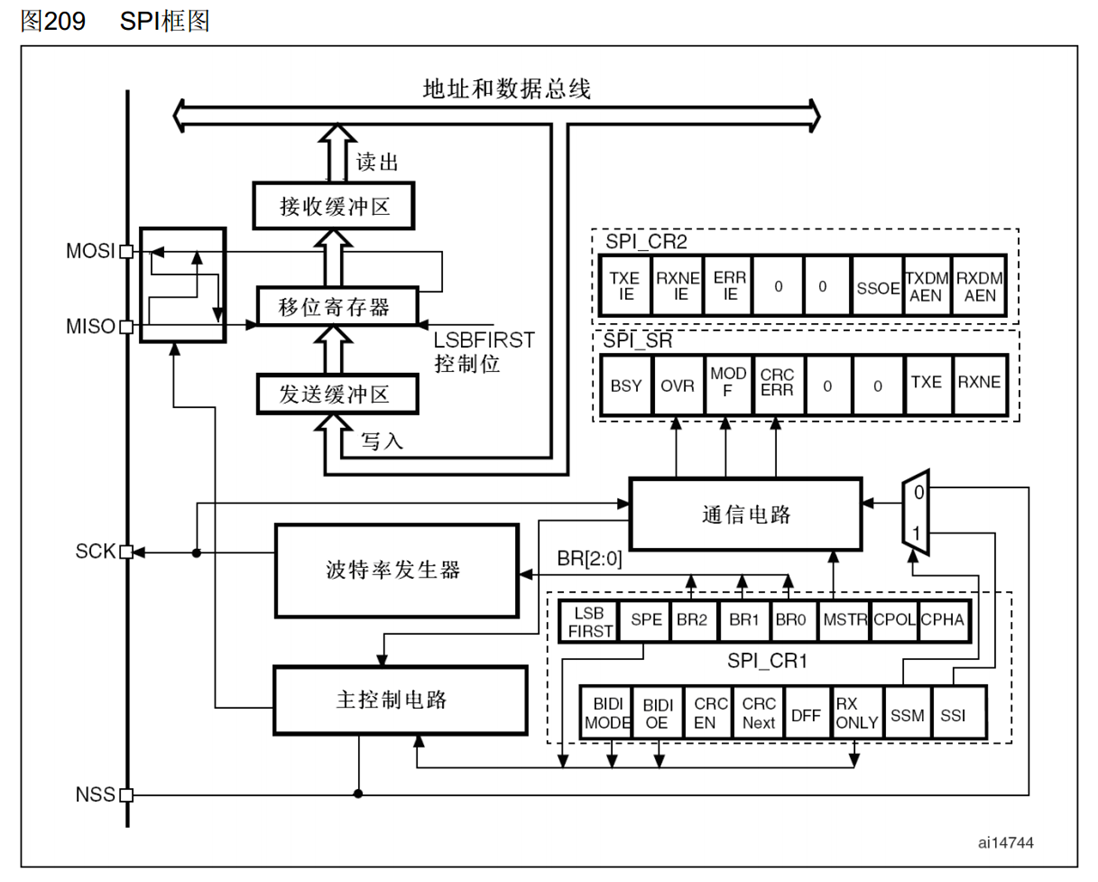 图209 SPI框图
地址和数据总线
读出
接收缓冲区
MOSI
移位寄存器
MISO
LSBFIRST
控制位
发送缓冲区
写入
SPI_CR2
TXE
IE
RXNE
IE
ERR
IE
0
0
SSOE
TXDM
AEN
RXDM
AEN
SPI_SR
BSY
OVR
MOD
F
CRC
ERR
0
0
TXE
RXNE
通信电路
0
1
SCK
波特率发生器
BR[2:0]
LSB
FIRST
SPE
BR2
BR1
BR0
MSTR
CPOL
CPHA
SPI_CR1
主控制电路
BIDI
MODE
BIDI
OE
CRC
EN
CRC
Next
DFF
RX
ONLY
SSM
SSI
NSS
ai14744